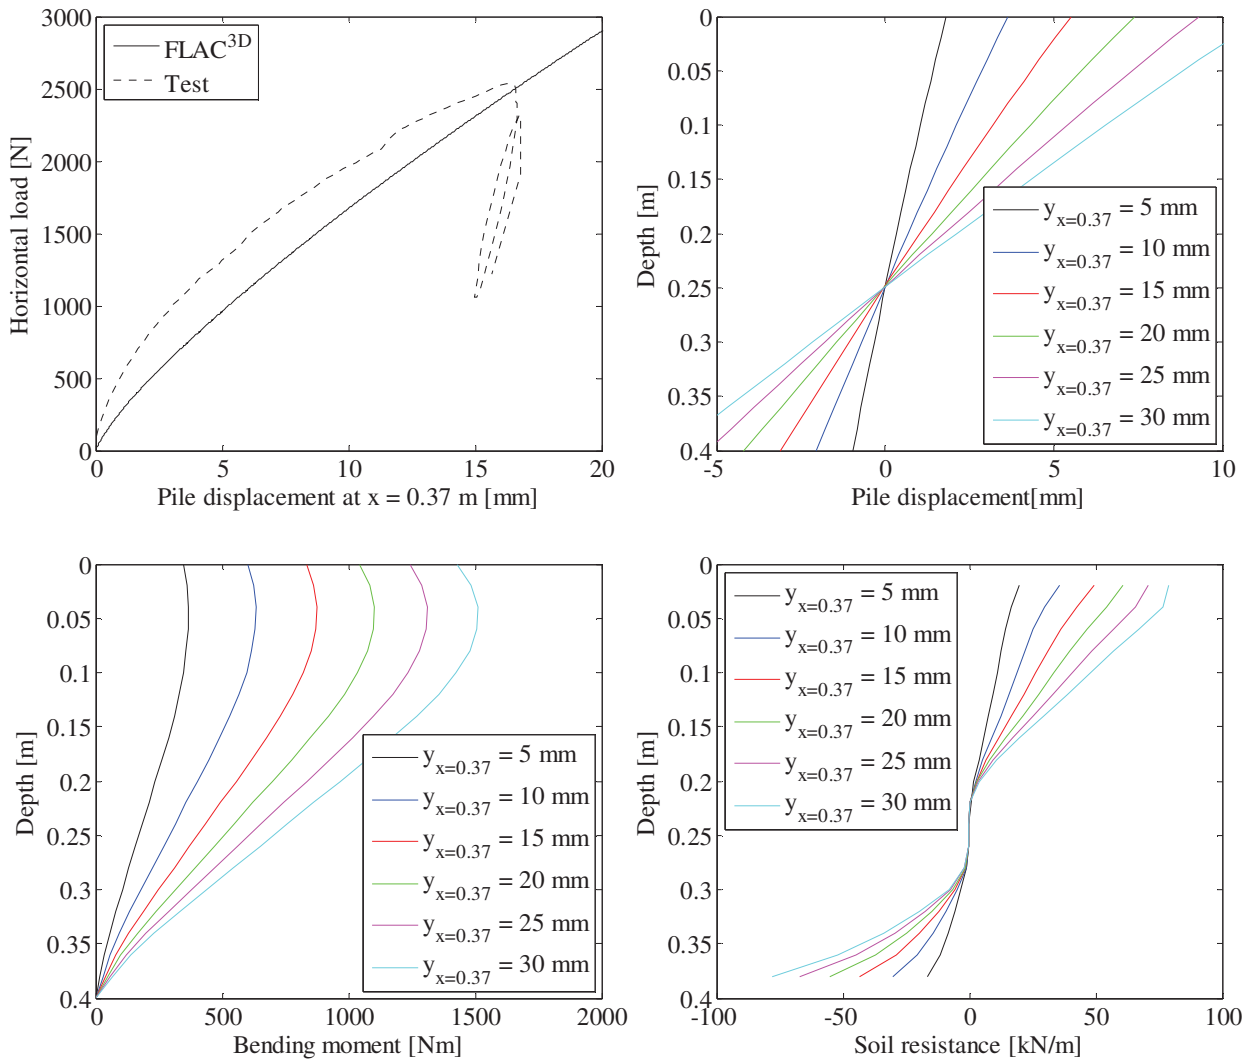 3000
2500
2000
1500
1000
500
0
Horizontal load [N]
FLAC3D
Test
0 5 10 15 20
Pile displacement at x = 0.37 m [mm]
0
0.05
0.1
0.15
0.2
0.25
0.3
0.35
0.4
Depth [m]
yx=0.37 = 5 mm
yx=0.37 = 10 mm
yx=0.37 = 15 mm
yx=0.37 = 20 mm
yx=0.37 = 25 mm
yx=0.37 = 30 mm
-5 0 5 10
Pile displacement[mm]
0
0.05
0.1
0.15
0.2
0.25
0.3
0.35
0.4
Depth [m]
yx=0.37 = 5 mm
yx=0.37 = 10 mm
yx=0.37 = 15 mm
yx=0.37 = 20 mm
yx=0.37 = 25 mm
yx=0.37 = 30 mm
0 500 1000 1500 2000
Bending moment [Nm]
0
0.05
0.1
0.15
0.2
0.25
0.3
0.35
0.4
Depth [m]
yx=0.37 = 5 mm
yx=0.37 = 10 mm
yx=0.37 = 15 mm
yx=0.37 = 20 mm
yx=0.37 = 25 mm
yx=0.37 = 30 mm
-100 -50 0 50 100
Soil resistance [kN/m]